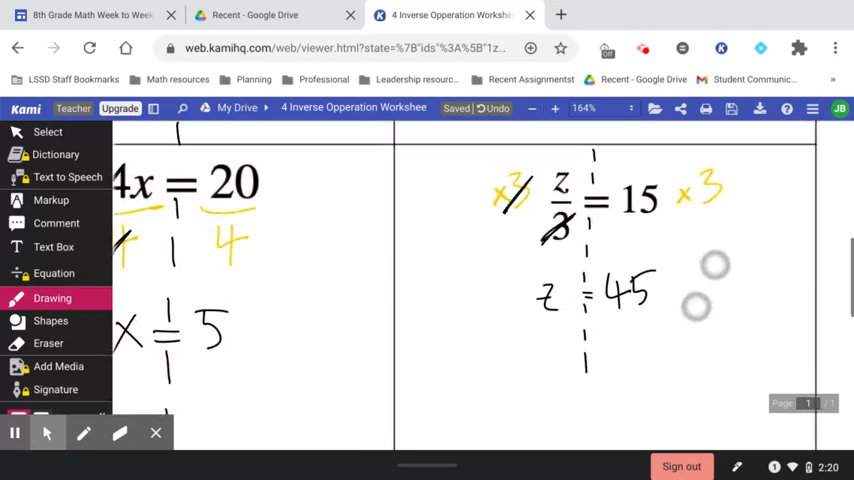 8th Grade Math Week to Week
Recent - Google Drive
4 Inverse Opperation Workshe
web.kamihq.com/web/viewer.html?state=%7B"ids"%3A%5B"1z...
LSSD Staff Bookmarks
Math resources
Planning
Professional
Leadership resourc...
Recent Assignmentst
Recent - Google Drive
Student Communic...
Kami
Teacher
Upgrade
My Drive
4 Inverse Opperation Workshee
Saved
Undo
164%
JB
Select
Dictionary
Text to Speech
Markup
Comment
Text Box
Equation
Drawing
Shapes
Eraser
Add Media
Signature
4x = 20
4 4
x = 5
x3 z/3 = 15 x3
z = 45
Page 1 / 1
Sign out
1
2:20